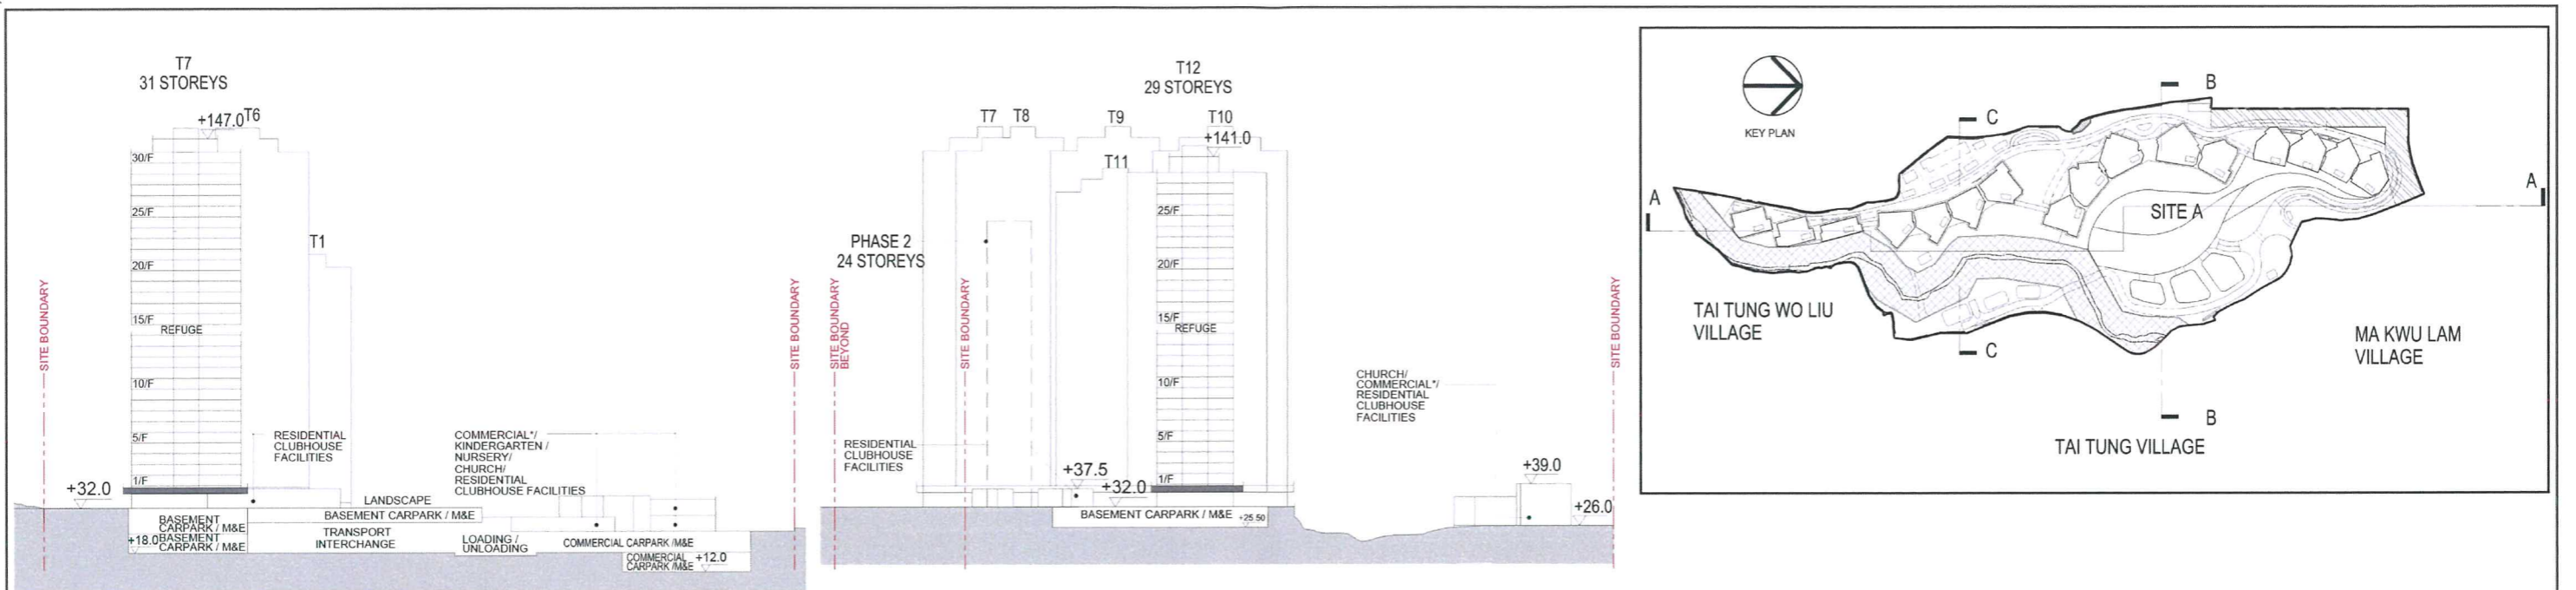 T7
31 STOREYS
+147.0
T6
30/F
25/F
T1
20/F
15/F
REFUGE
10/F
5/F
1/F
SITE BOUNDARY
+32.0
RESIDENTIAL
CLUBHOUSE
FACILITIES
COMMERCIAL*/
KINDERGARTEN /
NURSERY/
CHURCH/
RESIDENTIAL
CLUBHOUSE FACILITIES
LANDSCAPE
BASEMENT
CARPARK / M&E
BASEMENT CARPARK / M&E
+18.0
BASEMENT
CARPARK / M&E
TRANSPORT
INTERCHANGE
LOADING /
UNLOADING
COMMERCIAL CARPARK /M&E
COMMERCIAL
CARPARK /M&E
+12.0
SITE BOUNDARY
SITE BOUNDARY
BEYOND
T12
29 STOREYS
T7
T8
T9
T10
+141.0
T11
PHASE 2
24 STOREYS
SITE BOUNDARY
25/F
20/F
15/F
REFUGE
10/F
5/F
1/F
RESIDENTIAL
CLUBHOUSE
FACILITIES
+37.5
+32.0
BASEMENT CARPARK / M&E
+25.50
CHURCH/
COMMERCIAL*/
RESIDENTIAL
CLUBHOUSE
FACILITIES
+39.0
+26.0
SITE BOUNDARY
KEY PLAN
B
C
A
A
SITE A
TAI TUNG WO LIU
VILLAGE
C
MA KWU LAM
VILLAGE
B
TAI TUNG VILLAGE